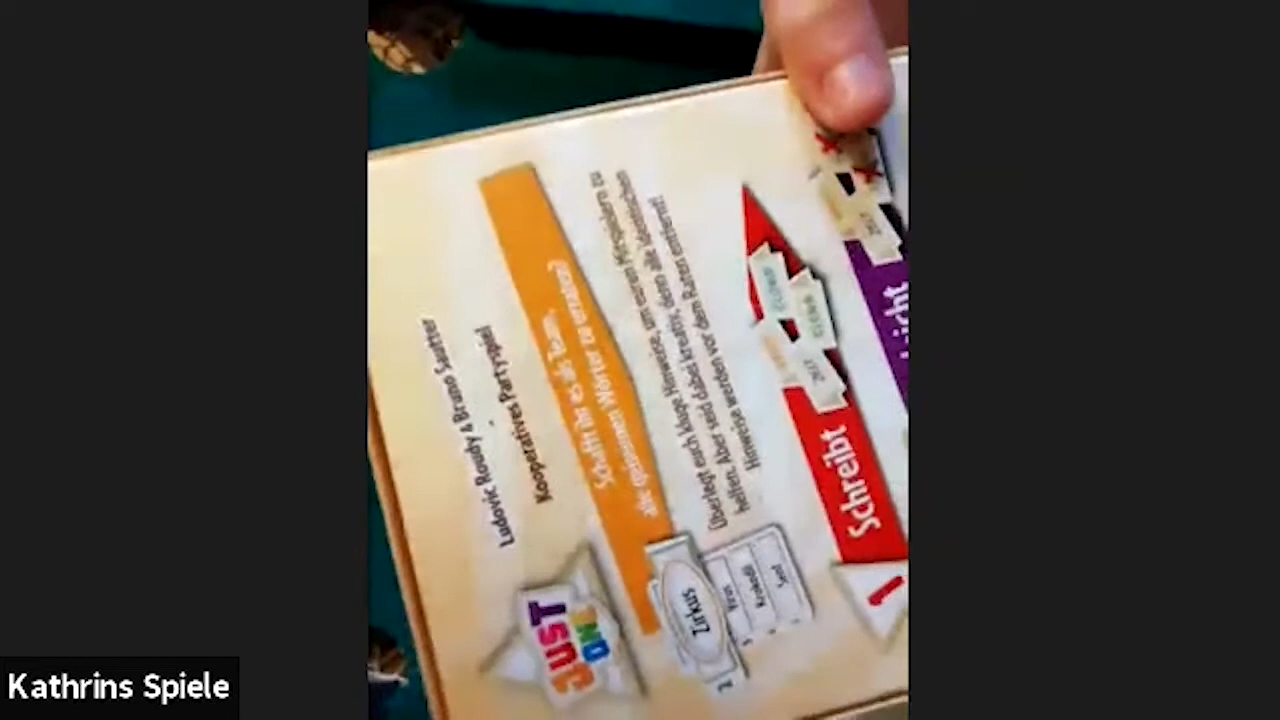 Ludovic Roudy & Bruno Sautter
Kooperatives Partyspiel
JUST
ONE
Schafft ihr es als Team,
alle geheimen Wörter zu erraten?
Überlegt euch kluge Hinweise, um euren Mitspielern zu
helfen. Aber seid dabei kreativ, denn alle identischen
Hinweise werden vor dem Raten entfernt!
Zirkus
Krokodil
Senf
1
Schreibt
Kathrins Spiele